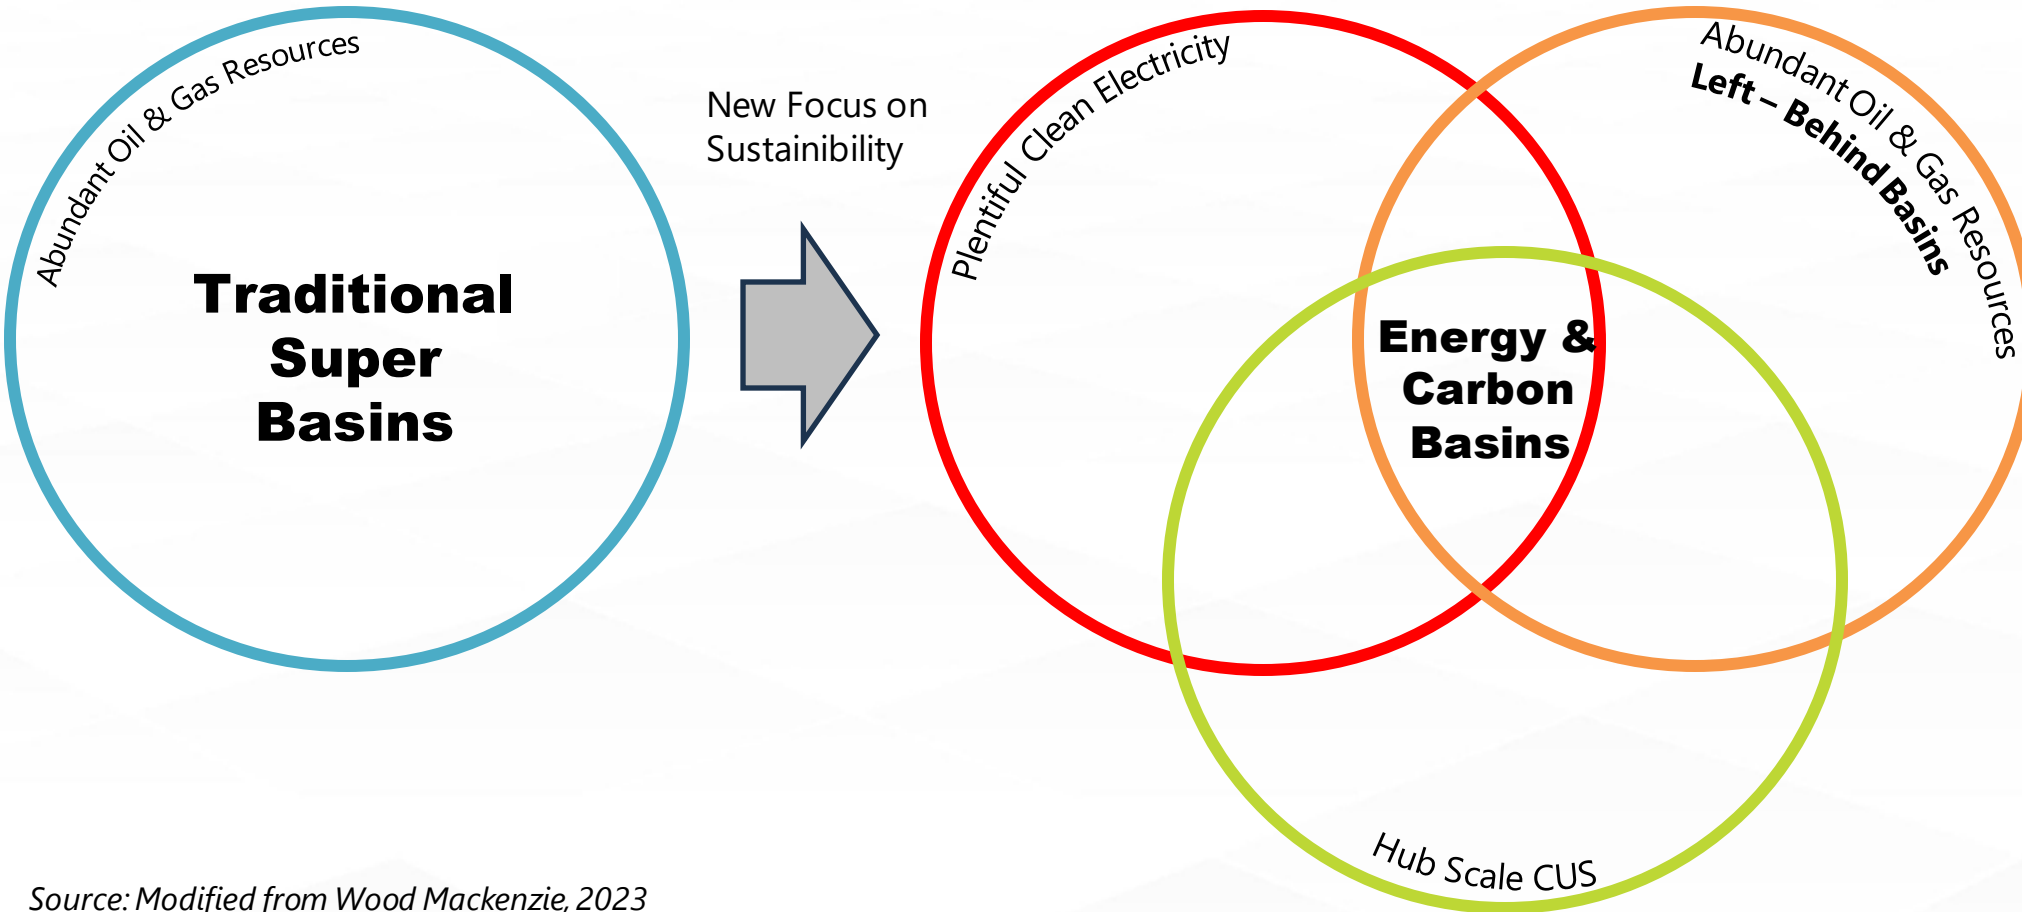 Abundant Oil & Gas Resources
Traditional
Super
Basins
New Focus on
Sustainibility
Plentiful Clean Electricity
Abundant Oil & Gas Resources
Left – Behind Basins
Energy &
Carbon
Basins
Hub Scale CUS
Source: Modified from Wood Mackenzie, 2023